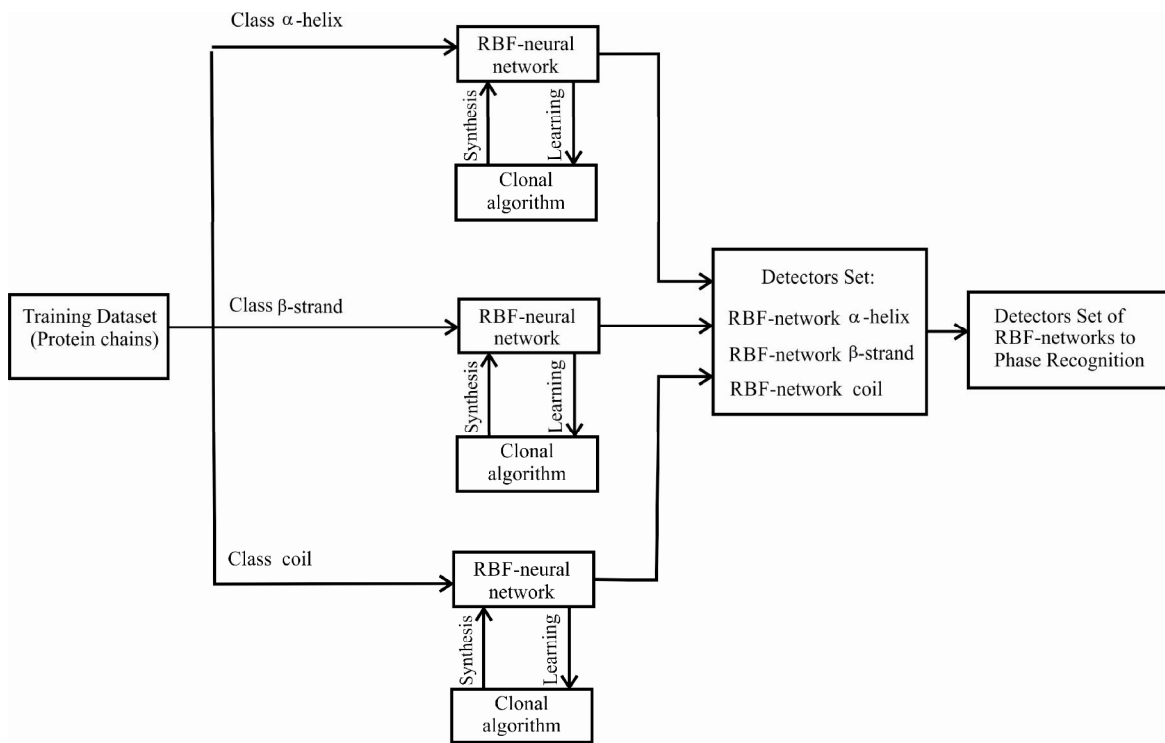 Class α-helix
RBF-neural
network
Synthesis
Learning
Clonal
algorithm
Training Dataset
(Protein chains)
Class β-strand
RBF-neural
network
Synthesis
Learning
Clonal
algorithm
Class coil
RBF-neural
network
Synthesis
Learning
Clonal
algorithm
Detectors Set:
RBF-network α-helix
RBF-network β-strand
RBF-network coil
Detectors Set of
RBF-networks to
Phase Recognition